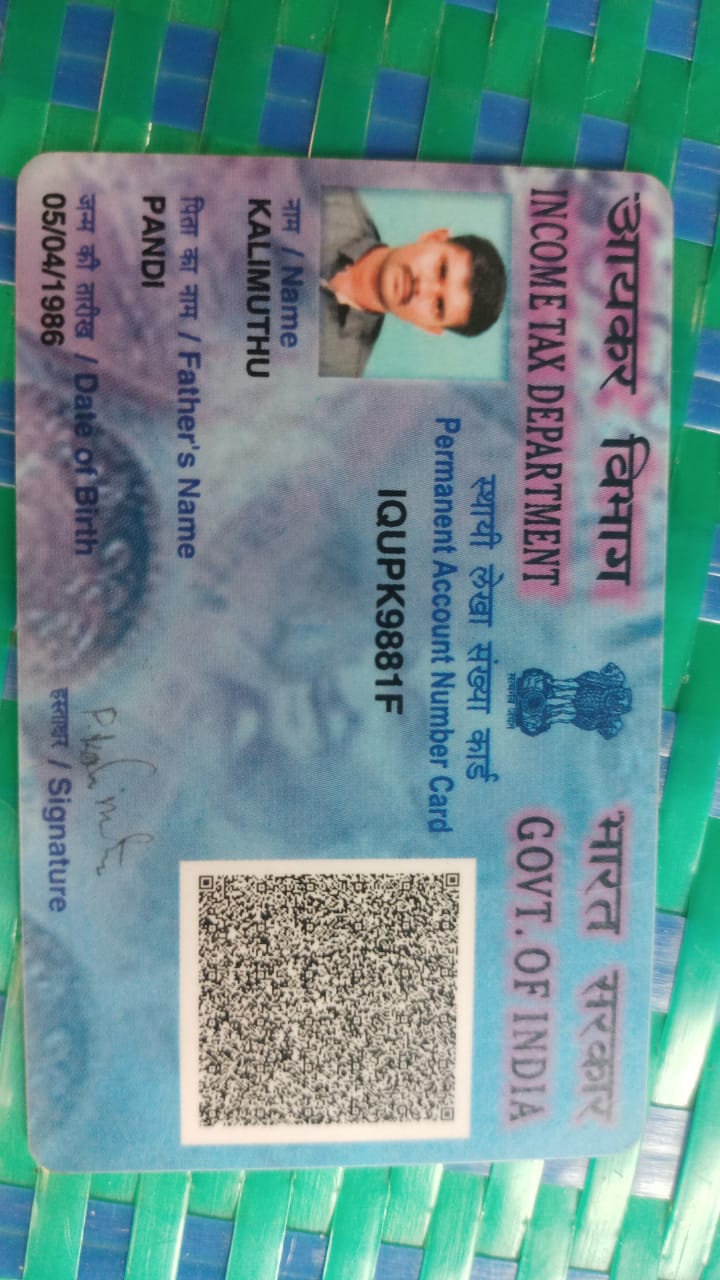 आयकर विभाग
INCOME TAX DEPARTMENT
भारत सरकार
GOVT. OF INDIA
सत्यमेव जयते
स्थायी लेखा संख्या कार्ड
Permanent Account Number Card
IQUPK9881F
नाम / Name
KALIMUTHU
पिता का नाम / Father's Name
PANDI
जन्म की तारीख / Date of Birth
05/04/1986
हस्ताक्षर / Signature